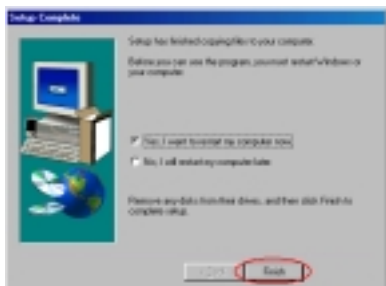 Setup Complete
Setup has finished copying files to your computer.
Before you can use the program, you must restart Windows or
your computer.
Yes, I want to restart my computer now.
No, I will restart my computer later.
Remove any disks from their drives, and then click Finish to
complete setup.
< Back
Finish